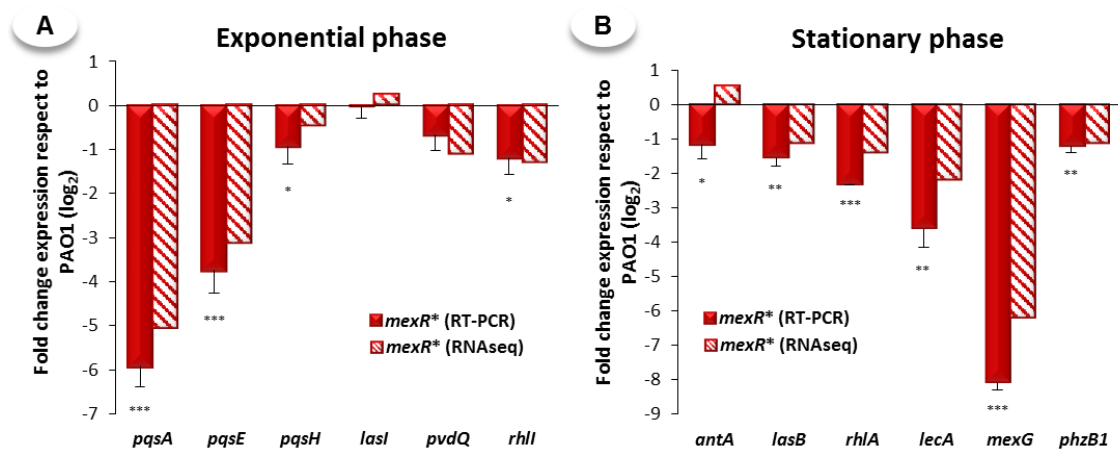 A
Exponential phase
Fold change expression respect to
PAO1 (log2)
1
0
-1
-2
-3
-4
-5
-6
-7
***
***
*
*
mexR* (RT-PCR)
mexR* (RNAseq)
pqsA pqsE pqsH lasI pvdQ rhlI
B
Stationary phase
Fold change expression respect to
PAO1 (log2)
1
0
-1
-2
-3
-4
-5
-6
-7
-8
-9
*
**
***
**
***
**
mexR* (RT-PCR)
mexR* (RNAseq)
antA lasB rhlA lecA mexG phzB1